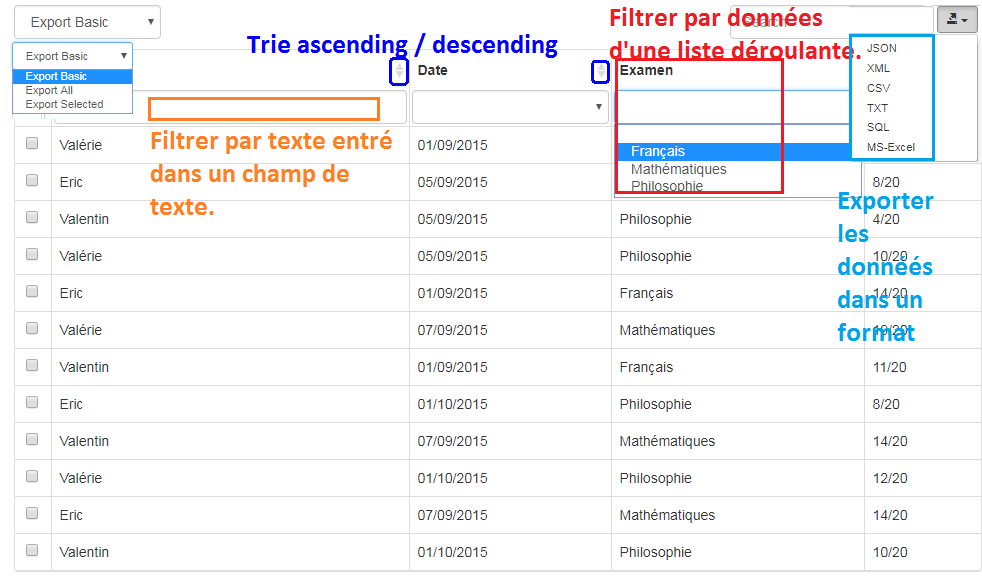 Export Basic
Filtrer par données
d'une liste déroulante.
Trie ascending / descending
Export Basic
Export Basic
Export All
Export Selected
JSON
XML
CSV
TXT
SQL
MS-Excel
Date
Examen
Filtrer par texte entré
dans un champ de
texte.
Français
Mathématiques
Philosophie
Exporter
les
donneés
dans un
format
Valérie 01/09/2015
Eric 05/09/2015 8/20
Valentin 05/09/2015 Philosophie 4/20
Valérie 05/09/2015 Philosophie 10/20
Eric 01/09/2015 Français 14/20
Valérie 07/09/2015 Mathématiques
Valentin 01/09/2015 Français 11/20
Eric 01/10/2015 Philosophie 8/20
Valentin 07/09/2015 Mathématiques 14/20
Valérie 01/10/2015 Philosophie 12/20
Eric 07/09/2015 Mathématiques 14/20
Valentin 01/10/2015 Philosophie 10/20